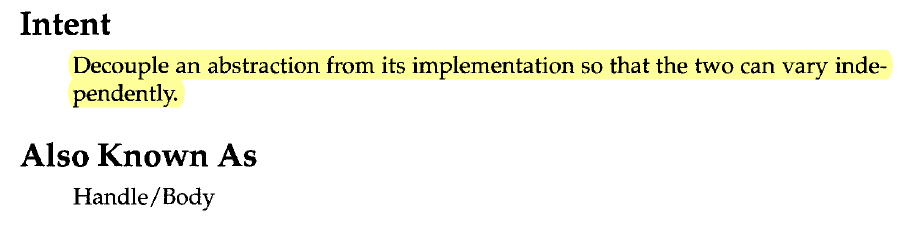 Intent
Decouple an abstraction from its implementation so that the two can vary inde-
pendently.
Also Known As
Handle/Body